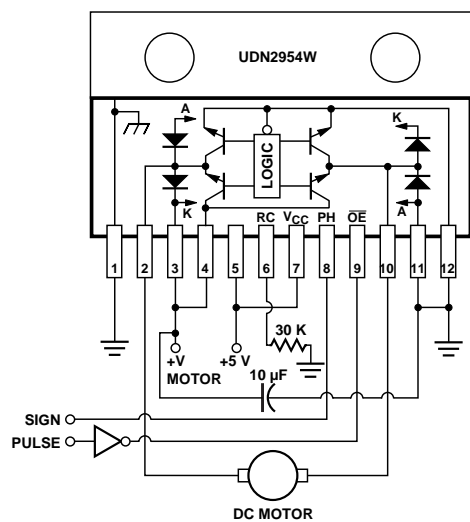 UDN2954W
A
K
K
A
LOGIC
RC
V_CC
PH
OE
1
2
3
4
5
6
7
8
9
10
11
12
30 K
+V
MOTOR
+5 V
10 µF
SIGN
PULSE
DC MOTOR